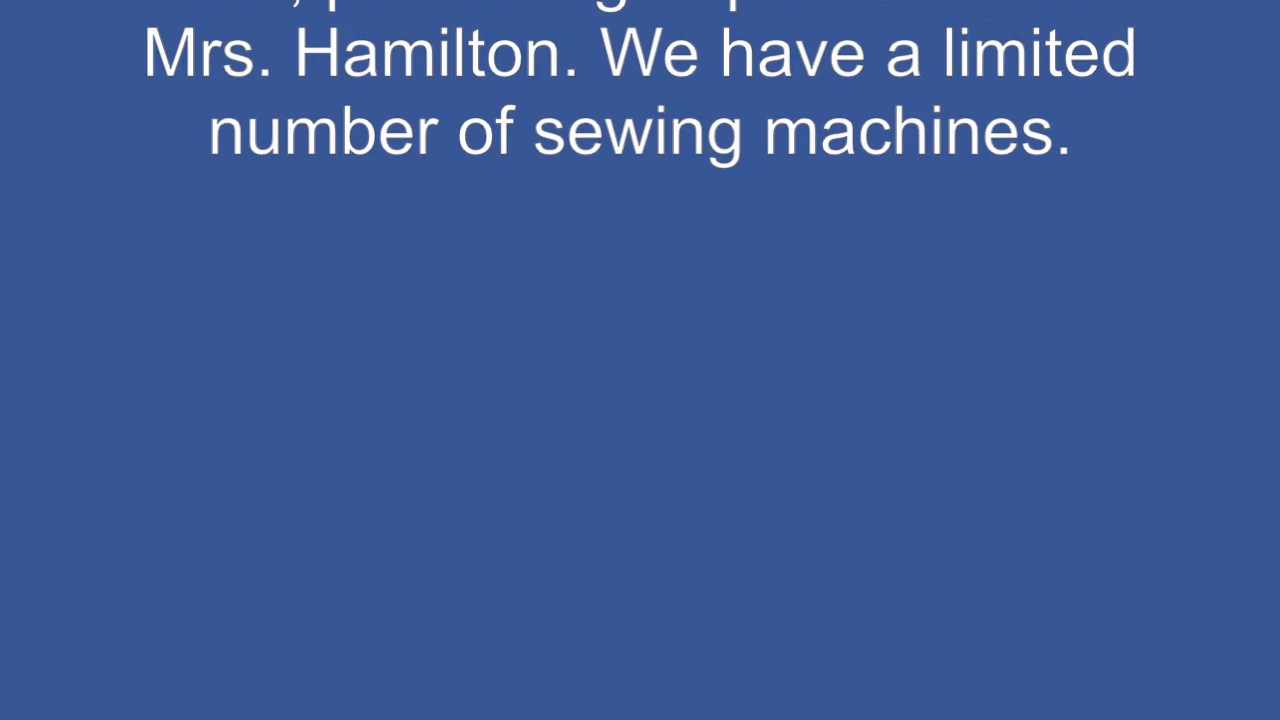 Mrs. Hamilton. We have a limited
number of sewing machines.